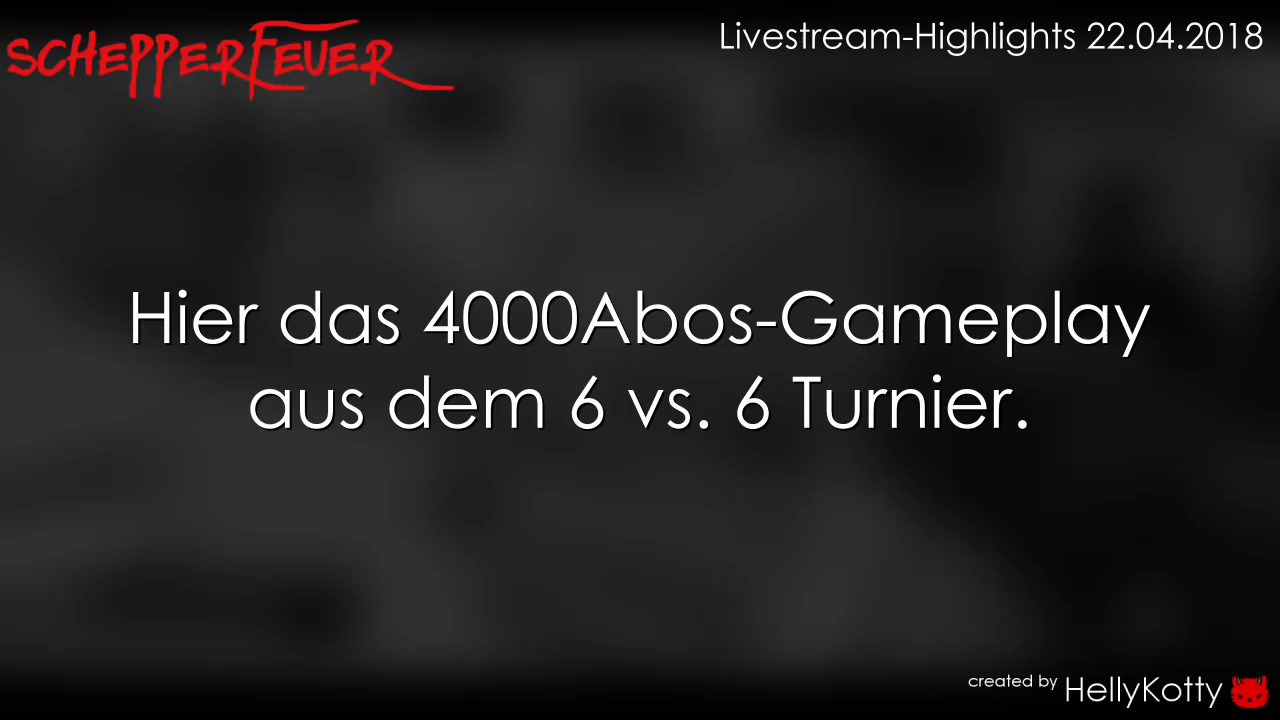 SCHEPPERFEUER
Livestream-Highlights 22.04.2018
Hier das 4000Abos-Gameplay
aus dem 6 vs. 6 Turnier.
created by HellyKotty